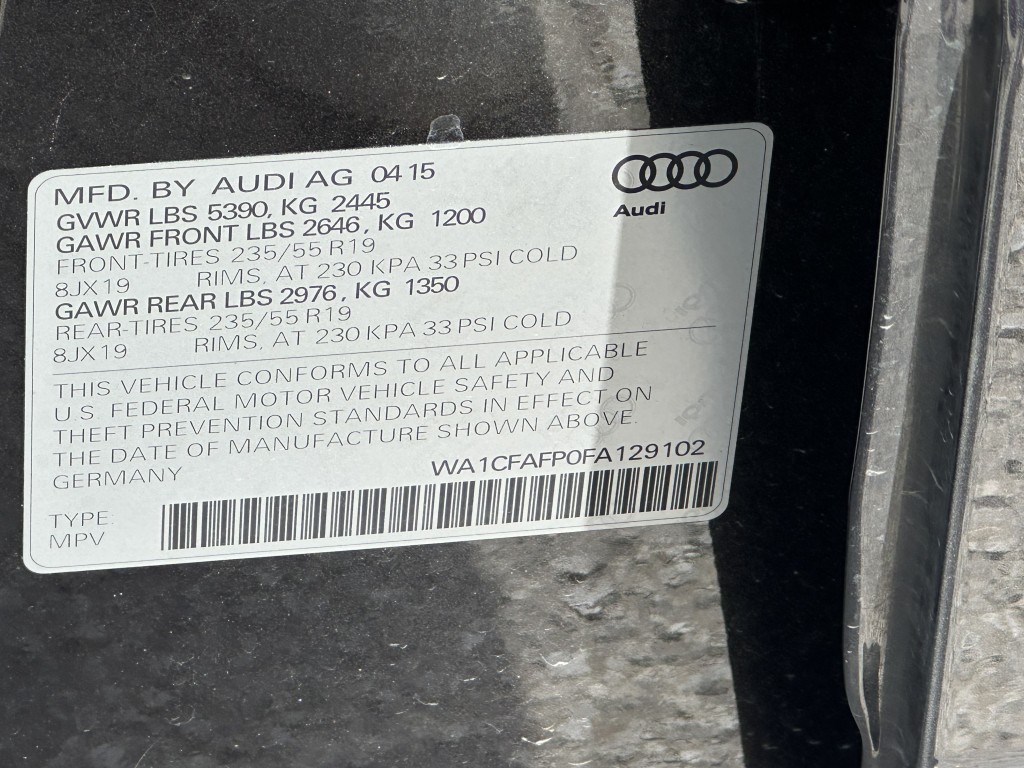 MFD. BY AUDI AG 04 15
GVWR LBS 5390, KG 2445
GAWR FRONT LBS 2646, KG 1200
FRONT-TIRES 235/55 R19
8JX19 RIMS, AT 230 KPA 33 PSI COLD
GAWR REAR LBS 2976, KG 1350
REAR-TIRES 235/55 R19
8JX19 RIMS, AT 230 KPA 33 PSI COLD
Audi
THIS VEHICLE CONFORMS TO ALL APPLICABLE
U.S. FEDERAL MOTOR VEHICLE SAFETY AND
THEFT PREVENTION STANDARDS IN EFFECT ON
THE DATE OF MANUFACTURE SHOWN ABOVE.
GERMANY WA1CFAFP0FA129102
TYPE:
MPV